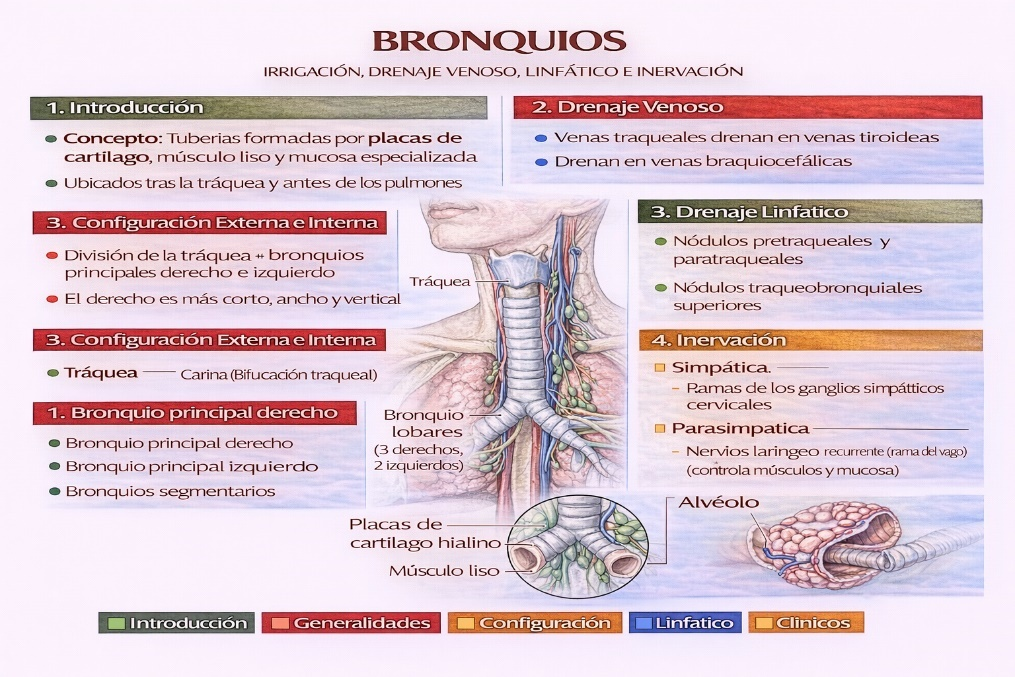 BRONQUIOS
IRRIGACIÓN, DRENAJE VENOSO, LINFÁTICO E INERVACIÓN
1. Introducción
Concepto: Tuberias formadas por placas de
cartílago, músculo liso y mucosa especializada
Ubicados tras la tráquea y antes de los pulmones
2. Drenaje Venoso
Venas traqueales drenan en venas tiroideas
Drenan en venas braquiocefálicas
3. Configuración Externa e Interna
División de la tráquea → bronquios
principales derecho e izquierdo
El derecho es más corto, ancho y vertical
3. Configuración Externa e Interna
Tráquea — Carina (Bifucación traqueal)
1. Bronquio principal derecho
Bronquio principal derecho
Bronquio principal izquierdo
Bronquios segmentarios
Tráquea
Bronquio
lobares
(3 derechos,
2 izquierdos)
3. Drenaje Linfatico
Nódulos pretraqueales y
paratraqueales
Nódulos traqueobronquiales
superiores
4. Inervación
Simpática.
- Ramas de los ganglios simpátticos
cervicales
Parasimpatica
- Nervios laringeo recurrente (rama del vago)
(controla músculos y mucosa)
Placas de
cartilago hialino
Músculo liso
Alvéolo
Introducción
Generalidades
Configuración
Linfatico
Clinicos